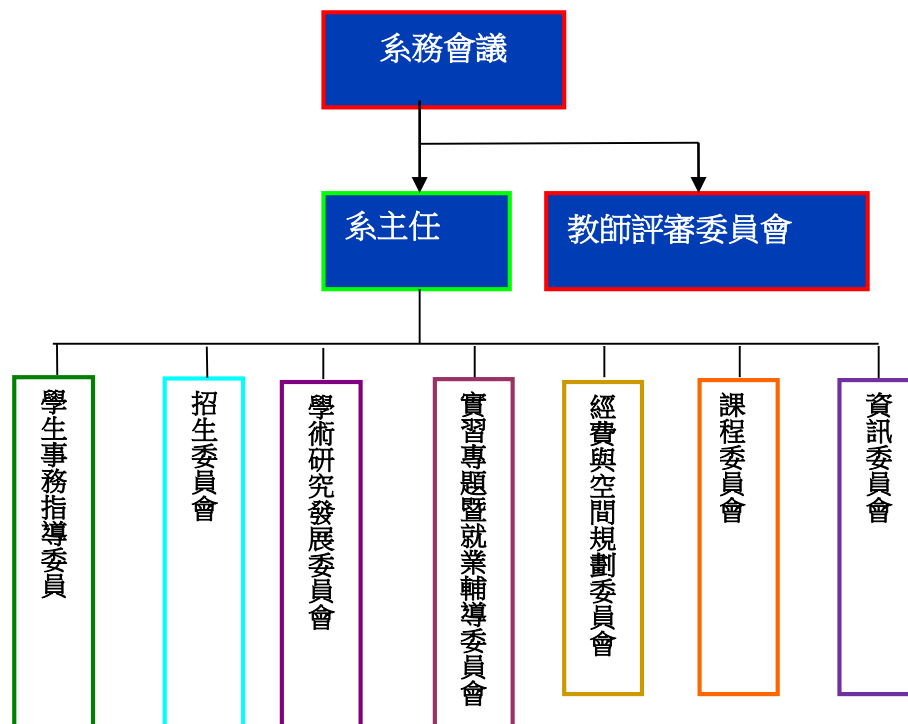 系務會議
系主任
教師評審委員會
學生事務指導委員
招生委員會
學術研究發展委員會
實習專題暨就業輔導委員會
經費與空間規劃委員會
課程委員會
資訊委員會